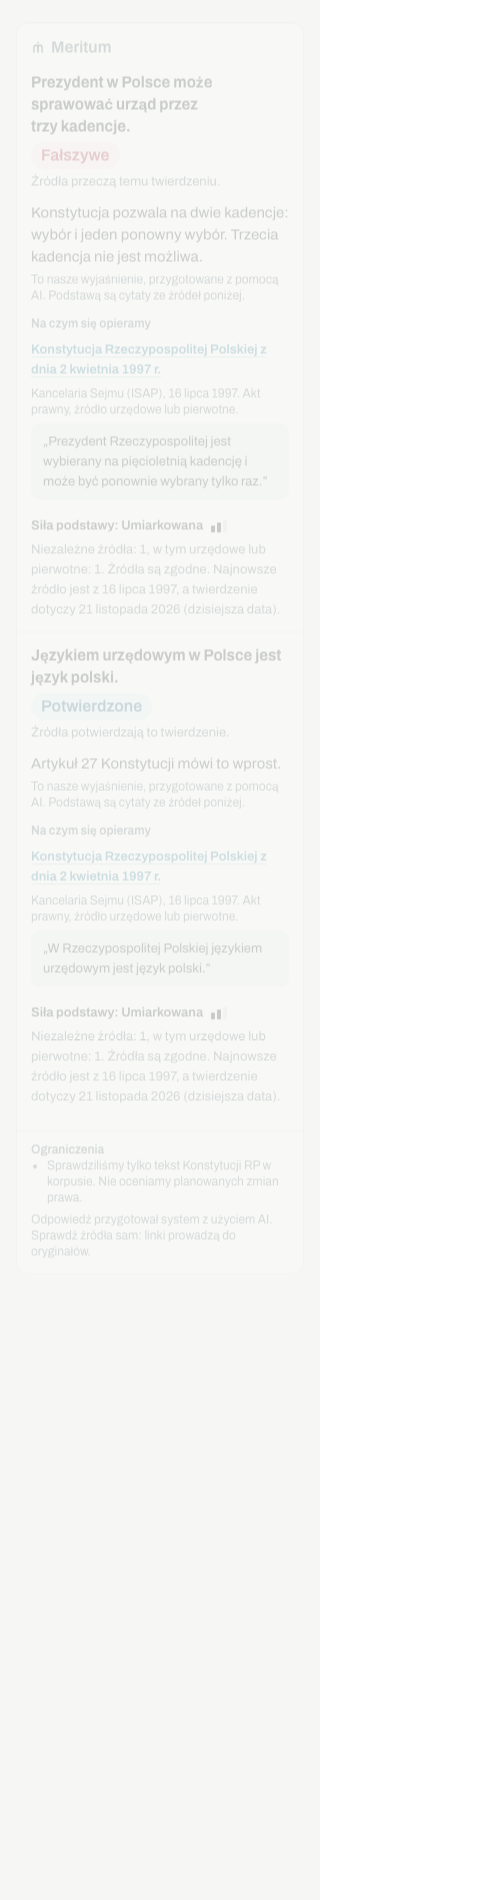 Meritum
Prezydent w Polsce może
sprawować urząd przez
trzy kadencje.
Fałszywe
Źródła przeczą temu twierdzeniu.
Konstytucja pozwala na dwie kadencje:
wybór i jeden ponowny wybór. Trzecia
kadencja nie jest możliwa.
To nasze wyjaśnienie, przygotowane z pomocą
AI. Podstawą są cytaty ze źródeł poniżej.
Na czym się opieramy
Konstytucja Rzeczypospolitej Polskiej z
dnia 2 kwietnia 1997 r.
Kancelaria Sejmu (ISAP), 16 lipca 1997. Akt
prawny, źródło urzędowe lub pierwotne.
„Prezydent Rzeczypospolitej jest
wybierany na pięcioletnią kadencję i
może być ponownie wybrany tylko raz.”
Siła podstawy: Umiarkowana
Niezależne źródła: 1, w tym urzędowe lub
pierwotne: 1. Źródła są zgodne. Najnowsze
źródło jest z 16 lipca 1997, a twierdzenie
dotyczy 21 listopada 2026 (dzisiejsza data).
Językiem urzędowym w Polsce jest
język polski.
Potwierdzone
Źródła potwierdzają to twierdzenie.
Artykuł 27 Konstytucji mówi to wprost.
To nasze wyjaśnienie, przygotowane z pomocą
AI. Podstawą są cytaty ze źródeł poniżej.
Na czym się opieramy
Konstytucja Rzeczypospolitej Polskiej z
dnia 2 kwietnia 1997 r.
Kancelaria Sejmu (ISAP), 16 lipca 1997. Akt
prawny, źródło urzędowe lub pierwotne.
„W Rzeczypospolitej Polskiej językiem
urzędowym jest język polski.”
Siła podstawy: Umiarkowana
Niezależne źródła: 1, w tym urzędowe lub
pierwotne: 1. Źródła są zgodne. Najnowsze
źródło jest z 16 lipca 1997, a twierdzenie
dotyczy 21 listopada 2026 (dzisiejsza data).
Ograniczenia
• Sprawdziliśmy tylko tekst Konstytucji RP w
korpusie. Nie oceniamy planowanych zmian
prawa.
Odpowiedź przygotował system z użyciem AI.
Sprawdź źródła sam: linki prowadzą do
oryginałów.